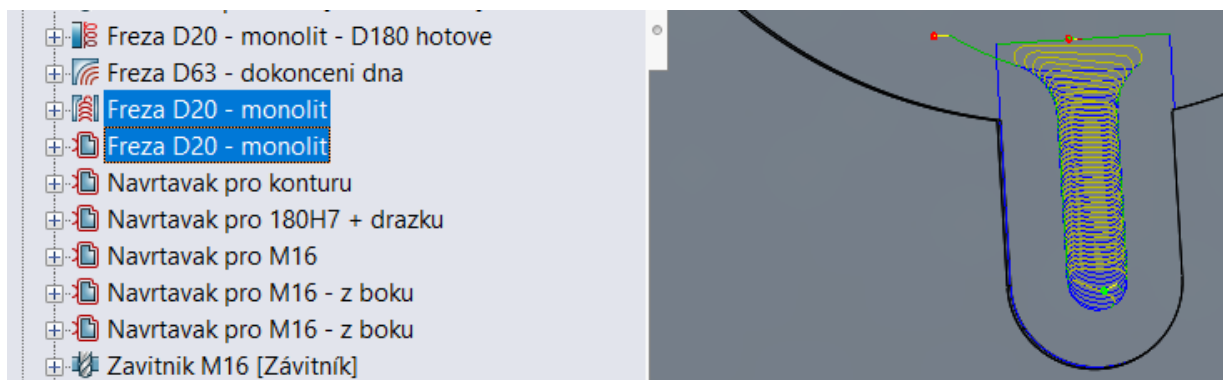 Freza D20 - monolit - D180 hotove
Freza D63 - dokonceni dna
Freza D20 - monolit
Freza D20 - monolit
Navrtavak pro konturu
Navrtavak pro 180H7 + drazku
Navrtavak pro M16
Navrtavak pro M16 - z boku
Navrtavak pro M16 - z boku
Zavitnik M16 [Závitník]